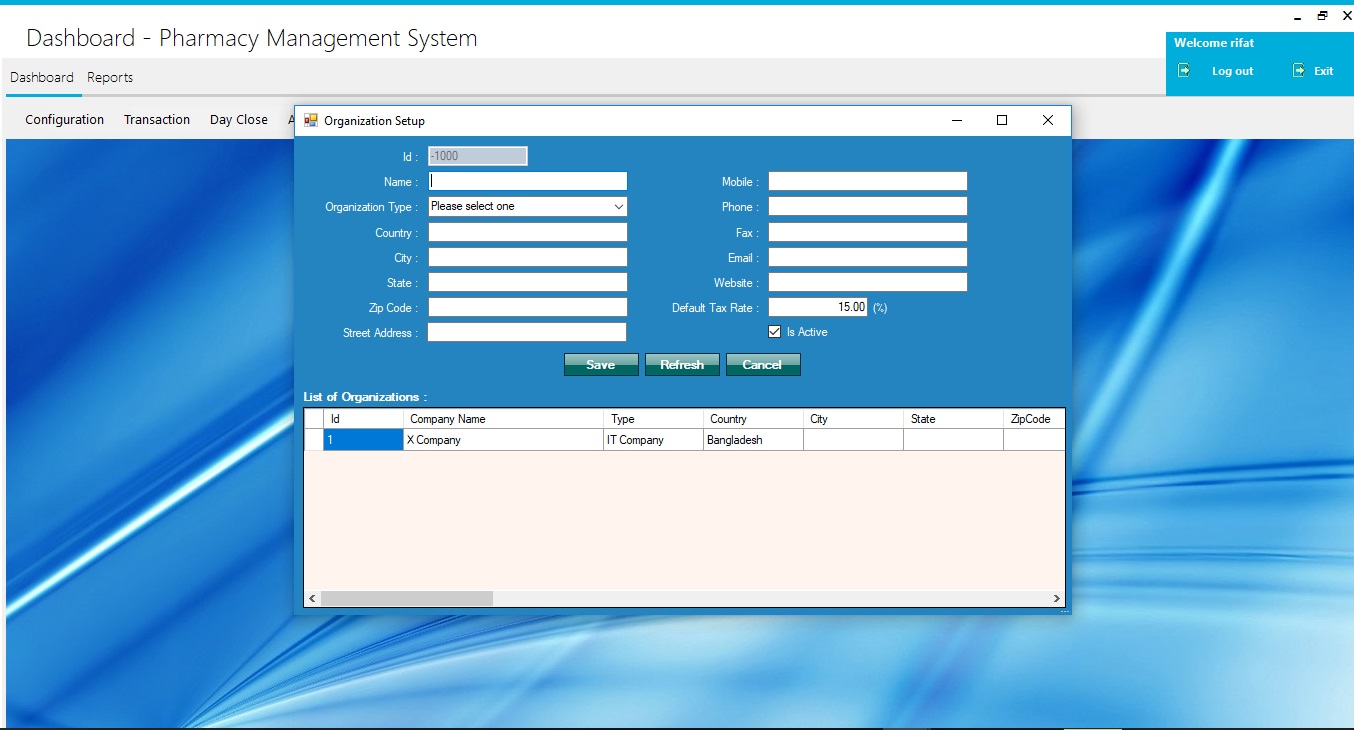 Dashboard - Pharmacy Management System
Welcome rifat
Log out Exit
Dashboard Reports
Configuration Transaction Day Close A
Organization Setup
Id : -1000
Name : Mobile :
Organization Type : Please select one Phone :
Country : Fax :
City : Email :
State : Website :
Zip Code : Default Tax Rate : 15.00 (%)
Street Address : Is Active
Save Refresh Cancel
List of Organizations :
Id Company Name Type Country City State ZipCode
1 X Company IT Company Bangladesh